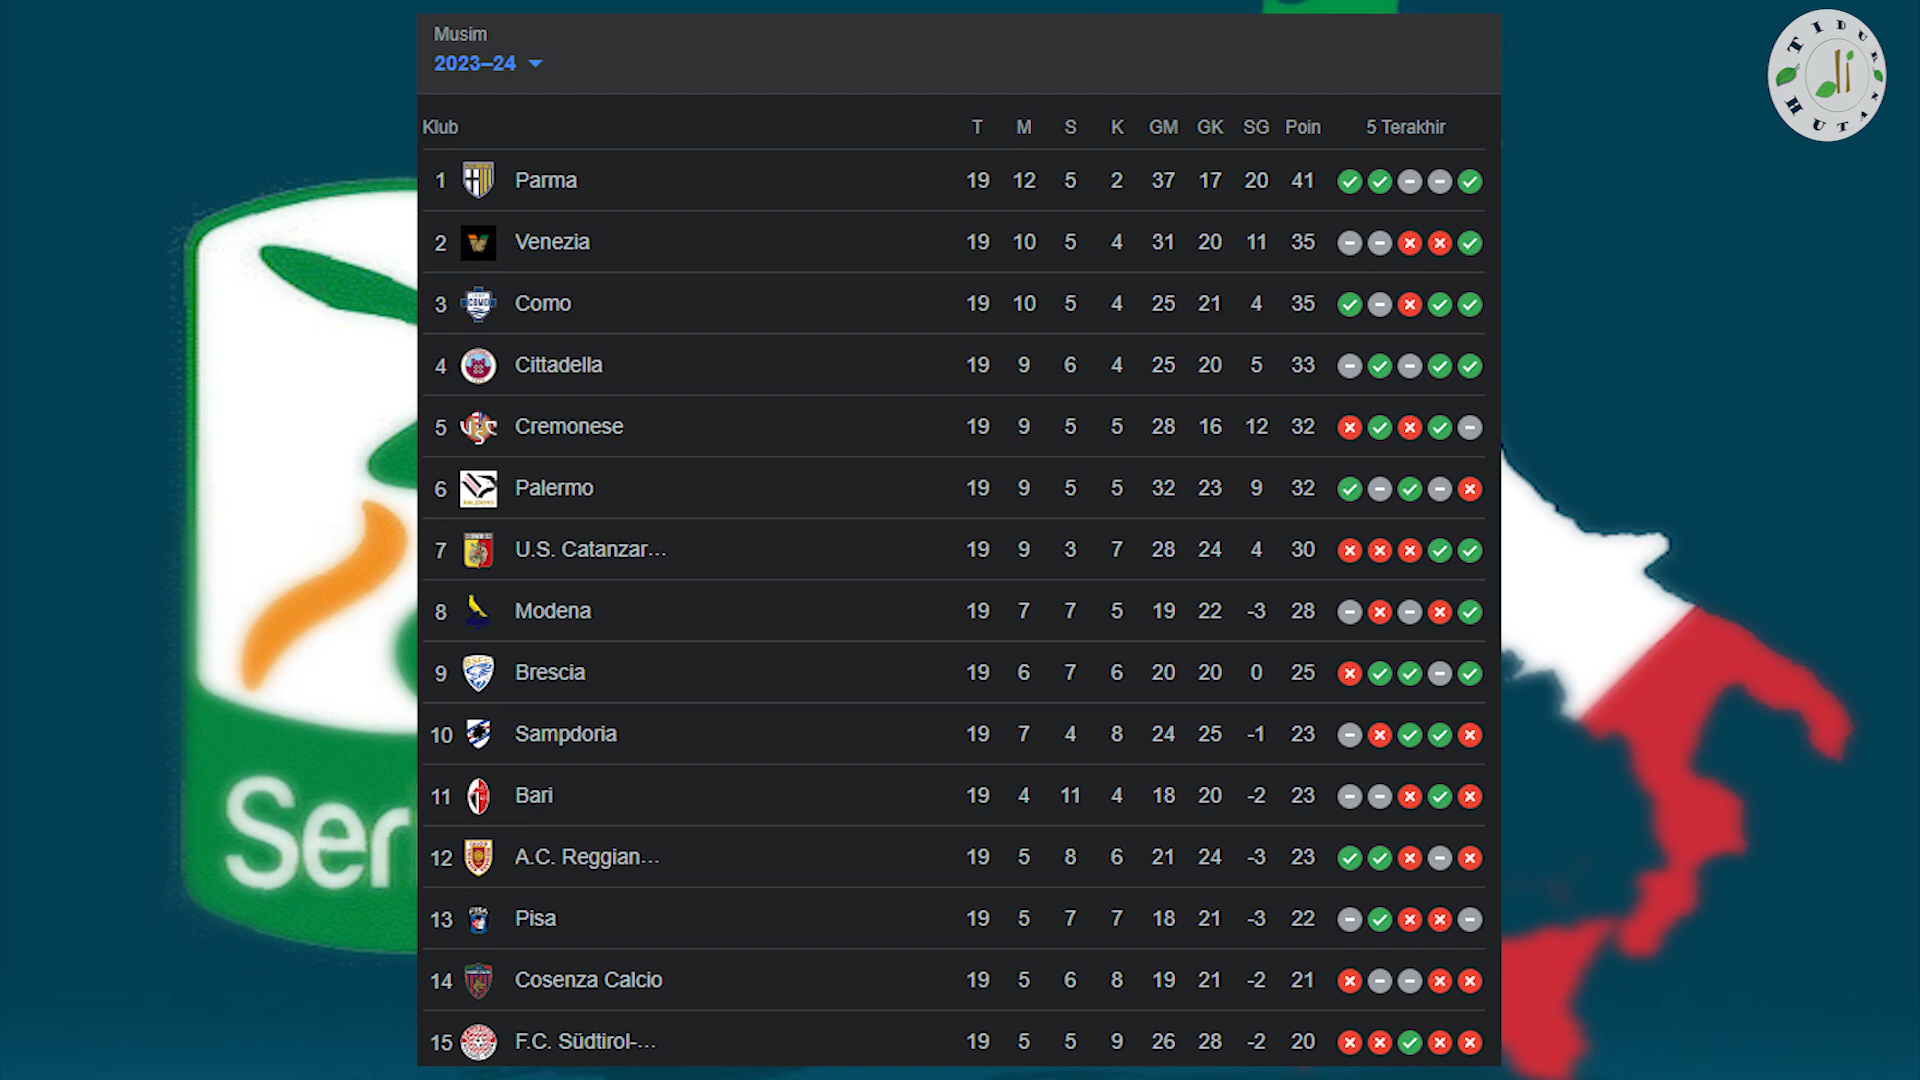 Musim
2023–24
Klub T M S K GM GK SG Poin 5 Terakhir
1 Parma 19 12 5 2 37 17 20 41
2 Venezia 19 10 5 4 31 20 11 35
3 Como 19 10 5 4 25 21 4 35
4 Cittadella 19 9 6 4 25 20 5 33
5 Cremonese 19 9 5 5 28 16 12 32
6 Palermo 19 9 5 5 32 23 9 32
7 U.S. Catanzar... 19 9 3 7 28 24 4 30
8 Modena 19 7 7 5 19 22 -3 28
9 Brescia 19 6 7 6 20 20 0 25
10 Sampdoria 19 7 4 8 24 25 -1 23
11 Bari 19 4 11 4 18 20 -2 23
12 A.C. Reggian... 19 5 8 6 21 24 -3 23
13 Pisa 19 5 7 7 18 21 -3 22
14 Cosenza Calcio 19 5 6 8 19 21 -2 21
15 F.C. Südtirol-... 19 5 5 9 26 28 -2 20
COMO
Ser
TIDUR
HUTAN